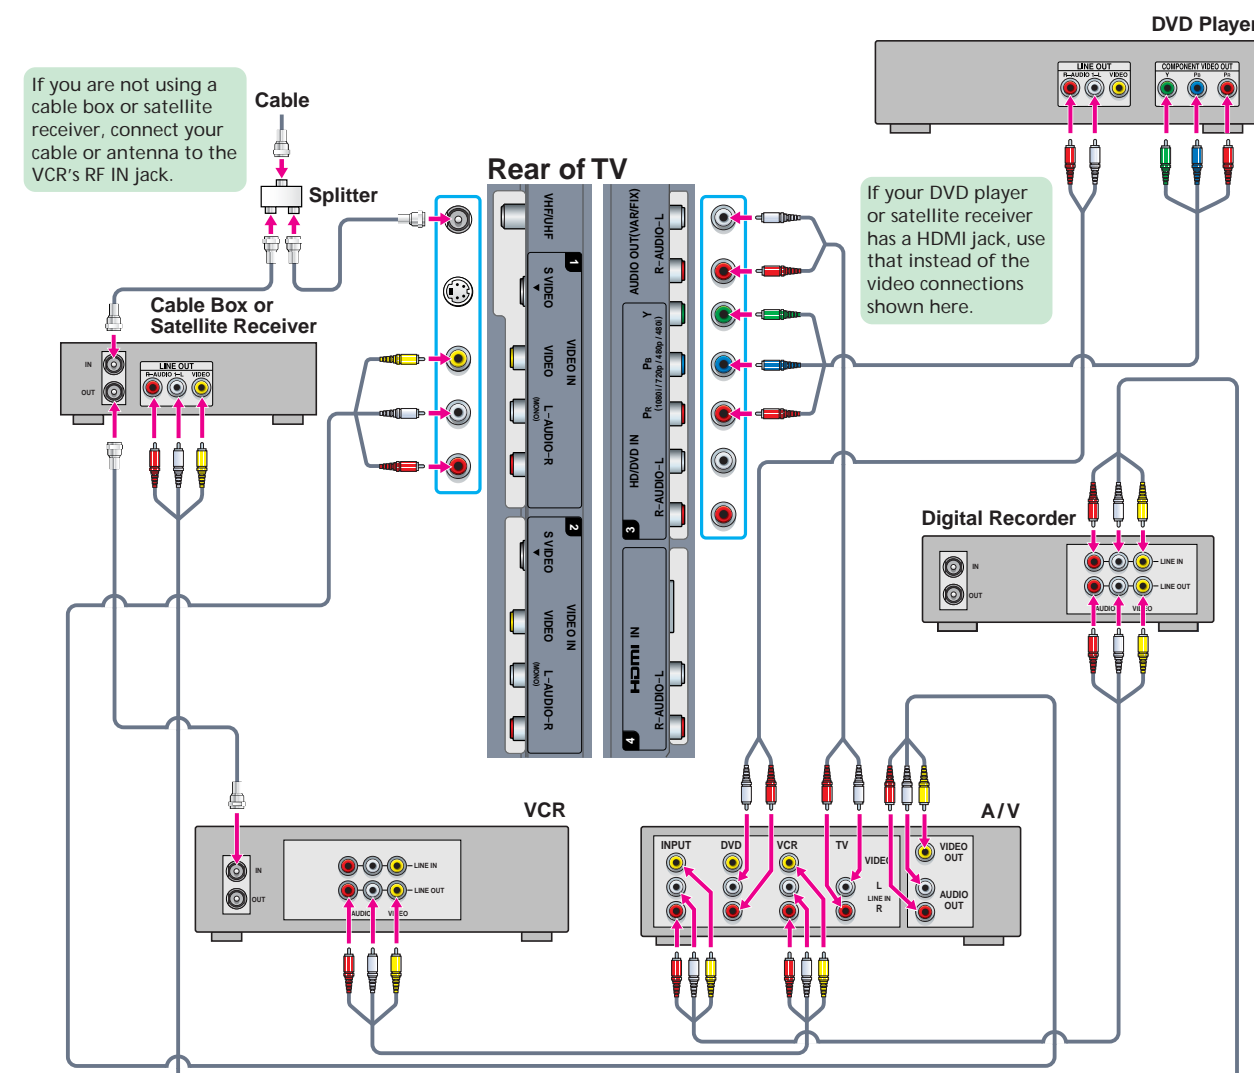 DVD Player
LINE OUT
R-AUDIO-L VIDEO
COMPONENT VIDEO OUT
Y PB PR
If you are not using a
cable box or satellite
receiver, connect your
cable or antenna to the
VCR's RF IN jack.
Cable
Splitter
Rear of TV
If your DVD player
or satellite receiver
has a HDMI jack, use
that instead of the
video connections
shown here.
Cable Box or
Satellite Receiver
IN
OUT
LINE OUT
R-AUDIO-L VIDEO
VHF/UHF
1
S VIDEO
VIDEO IN
VIDEO
L-AUDIO-R
(MONO)
2
S VIDEO
VIDEO IN
VIDEO
L-AUDIO-R
(MONO)
AUDIO OUT(VAR/FIX)
R-AUDIO-L
Y
PB
PR
(1080i/720p/480p/480i)
HD/DVD IN
R-AUDIO-L
3
HDMI IN
R-AUDIO-L
4
Digital Recorder
IN
OUT
LINE IN
LINE OUT
AUDIO VIDEO
VCR
IN
OUT
LINE IN
LINE OUT
AUDIO VIDEO
A/V
INPUT DVD VCR TV
VIDEO
L
LINE IN
R
VIDEO
OUT
AUDIO
OUT